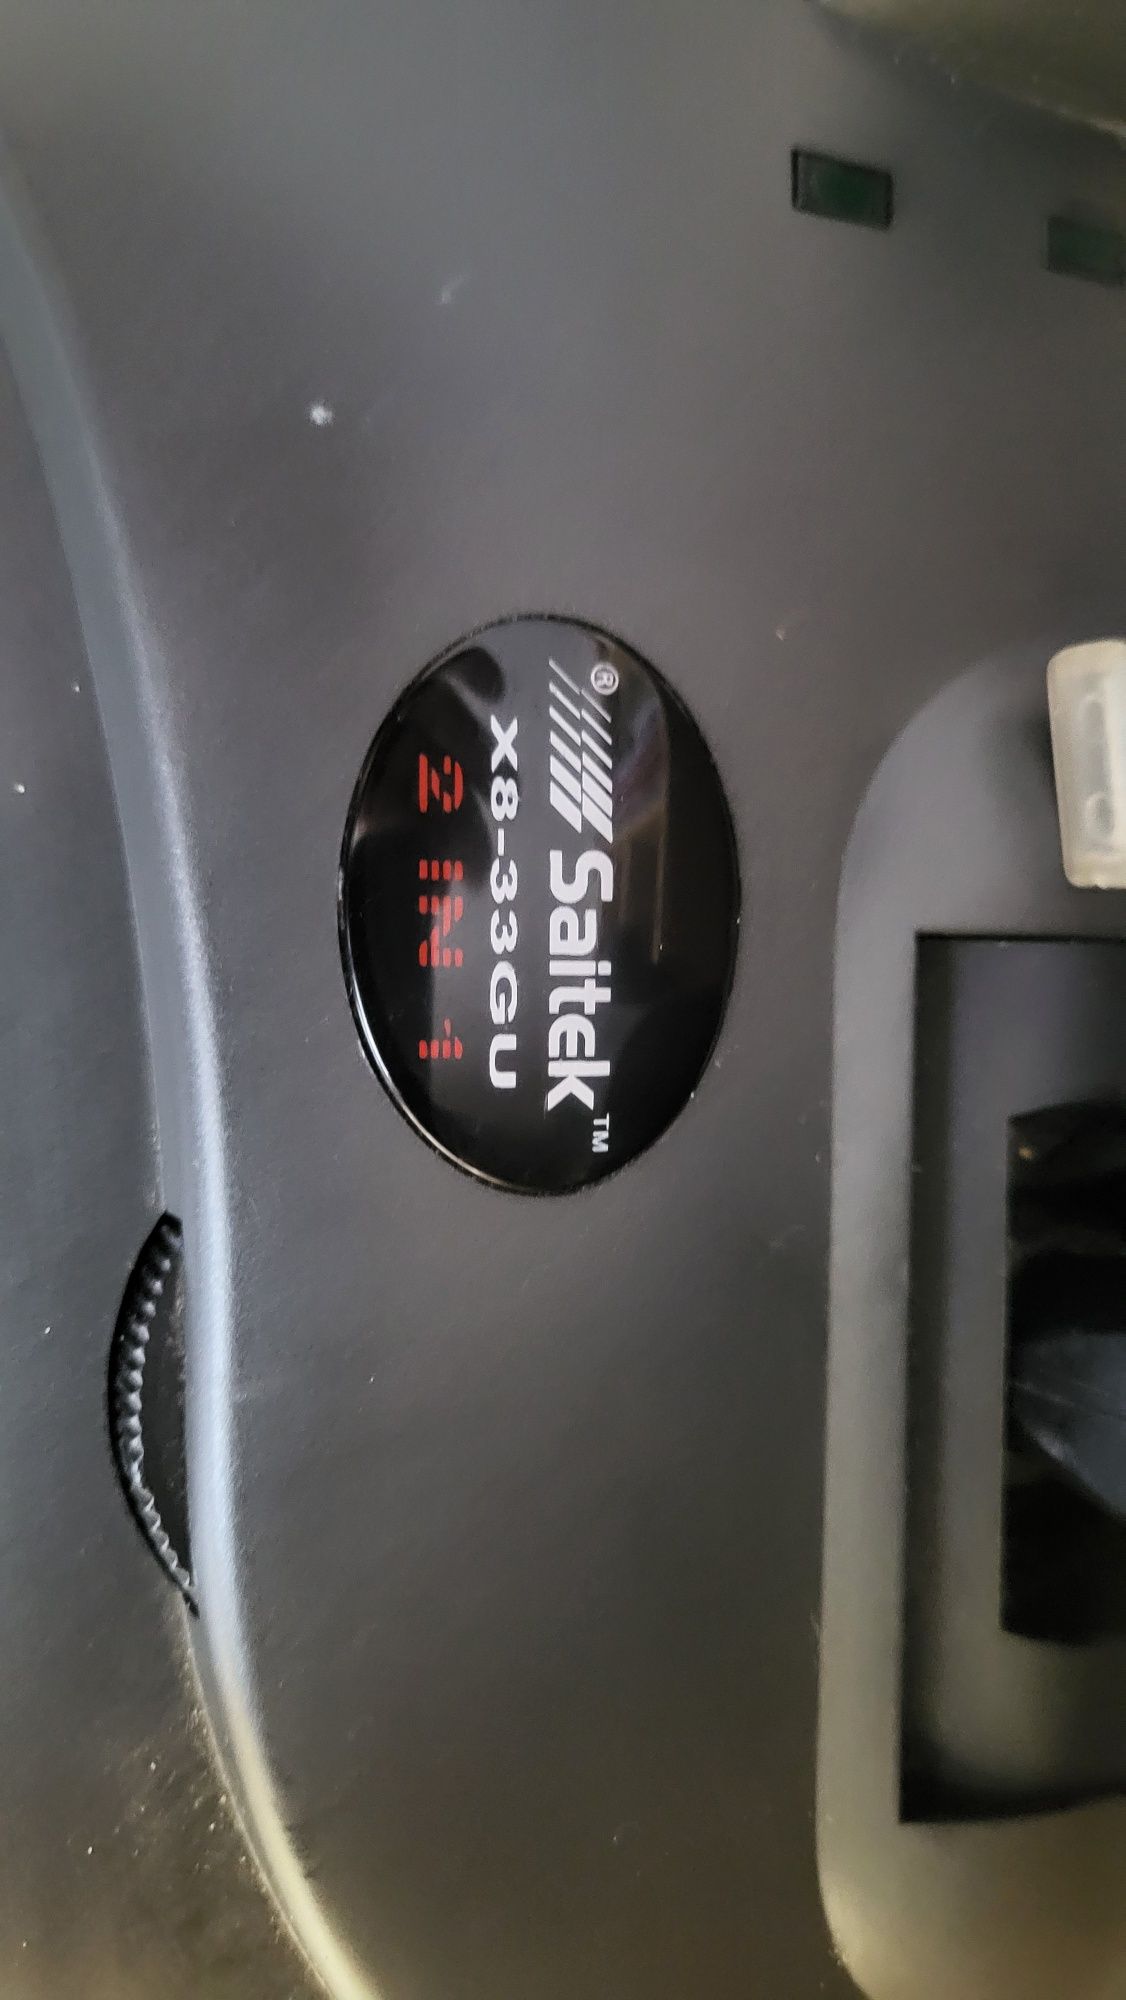 ® Saitek™
X8-33GU
2 IN 1